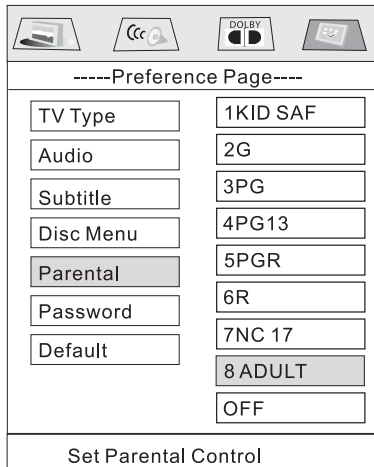 DOLBY
-----Preference Page----
TV Type
Audio
Subtitle
Disc Menu
Parental
Password
Default
1KID SAF
2G
3PG
4PG13
5PGR
6R
7NC 17
8 ADULT
OFF
Set Parental Control